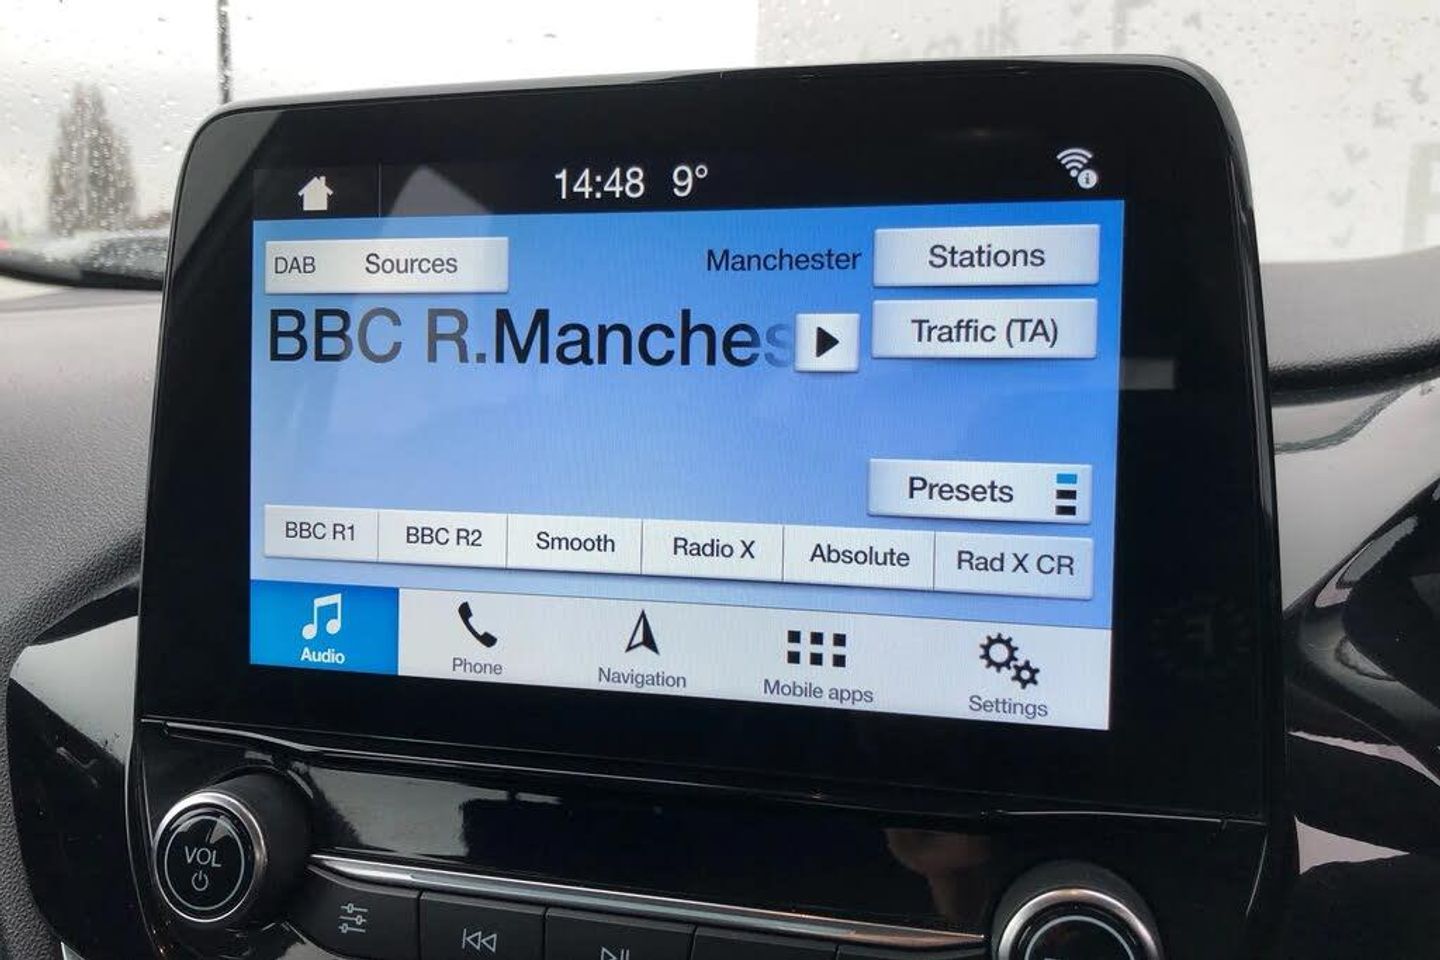 14:48 9°
DAB Sources
Manchester
Stations
BBC R.Manches
Traffic (TA)
Presets
BBC R1
BBC R2
Smooth
Radio X
Absolute
Rad X CR
Audio
Phone
Navigation
Mobile apps
Settings
VOL